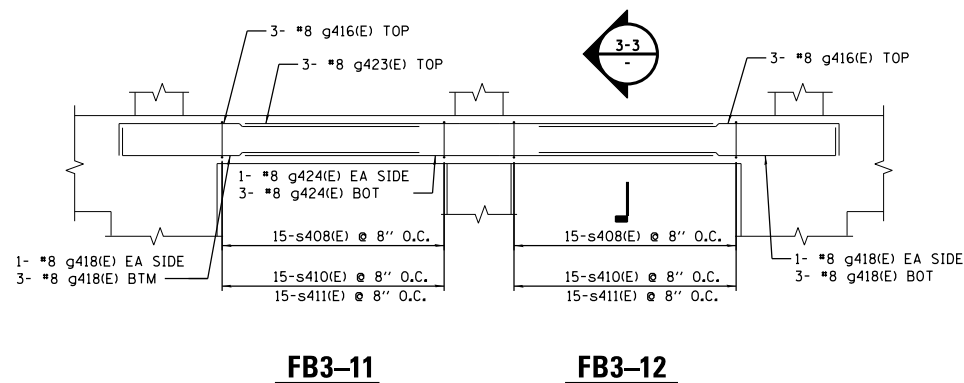 3- #8 g416(E) TOP
3- #8 g423(E) TOP
3-3
-
3- #8 g416(E) TOP
1- #8 g424(E) EA SIDE
3- #8 g424(E) BOT
15-s408(E) @ 8'' O.C.
15-s408(E) @ 8'' O.C.
1- #8 g418(E) EA SIDE
3- #8 g418(E) BTM
1- #8 g418(E) EA SIDE
3- #8 g418(E) BOT
15-s410(E) @ 8'' O.C.
15-s411(E) @ 8'' O.C.
15-s410(E) @ 8'' O.C.
15-s411(E) @ 8'' O.C.
FB3–11
FB3–12